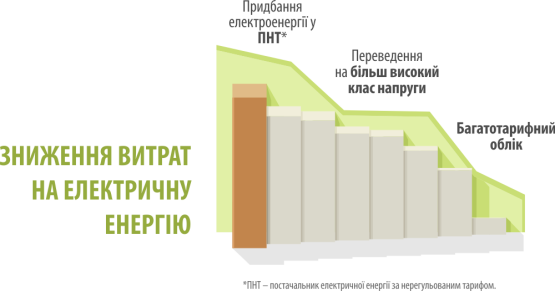 Придбання
електроенергії у
ПНТ*
Переведення
на більш високий
клас напруги
Багатотарифний
облік
ЗНИЖЕННЯ ВИТРАТ
НА ЕЛЕКТРИЧНУ
ЕНЕРГІЮ
*ПНТ – постачальник електричної енергії за нерегульованим тарифом.